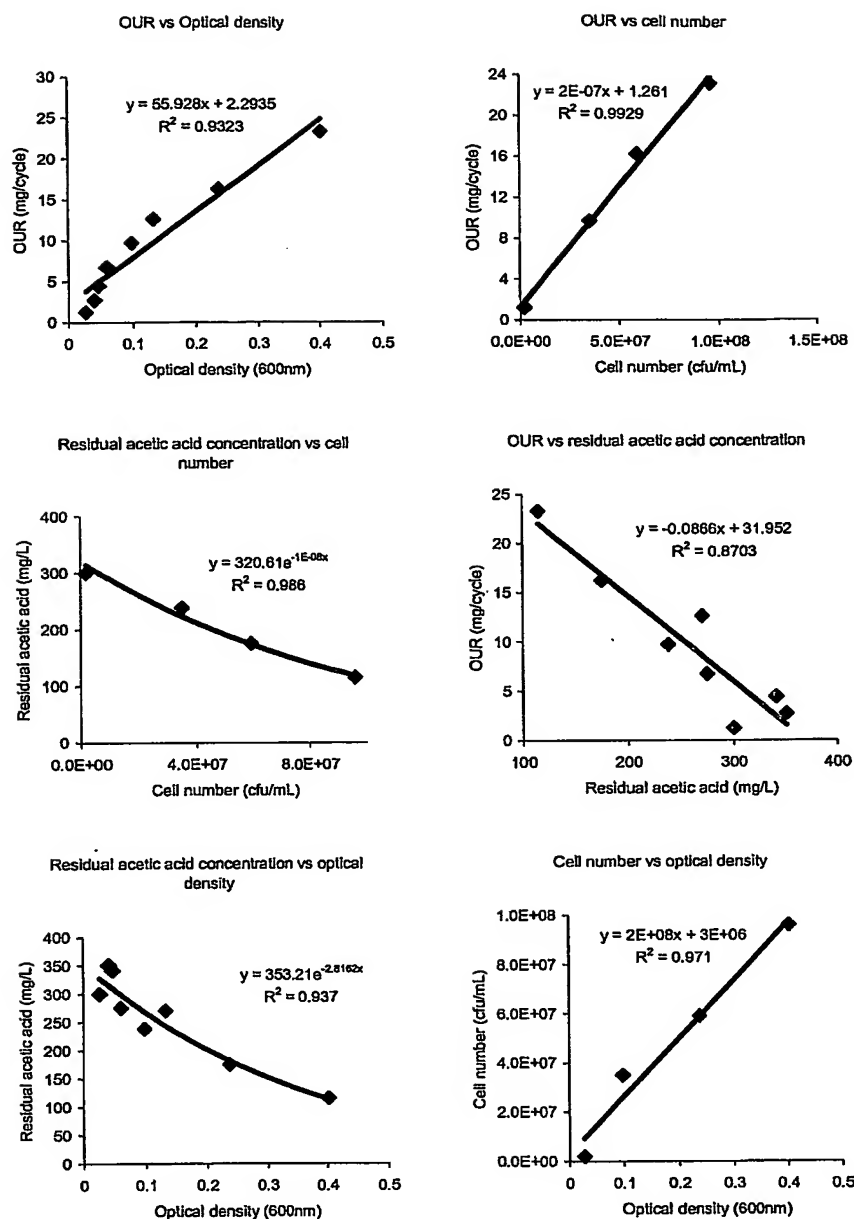 OUR vs Optical density
30
25
20
15
10
5
0
y = 55.928x + 2.2935
R² = 0.9323
OUR (mg/cycle)
0 0.1 0.2 0.3 0.4 0.5
Optical density (600nm)
OUR vs cell number
24
20
16
12
8
4
0
y = 2E-07x + 1.261
R² = 0.9929
OUR (mg/cycle)
0.0E+00 5.0E+07 1.0E+08 1.5E+08
Cell number (cfu/mL)
Residual acetic acid concentration vs cell
number
400
300
200
100
0
y = 320.61e^-1E-08x
R² = 0.986
Residual acetic acid (mg/L)
0.0E+00 4.0E+07 8.0E+07
Cell number (cfu/mL)
OUR vs residual acetic acid concentration
25
20
15
10
5
0
y = -0.0866x + 31.952
R² = 0.8703
OUR (mg/cycle)
100 200 300 400
Residual acetic acid (mg/L)
Residual acetic acid concentration vs optical
density
400
350
300
250
200
150
100
50
0
y = 353.21e^-2.8162x
R² = 0.937
Residual acetic acid (mg/L)
0 0.1 0.2 0.3 0.4 0.5
Optical density (600nm)
Cell number vs optical density
1.0E+08
8.0E+07
6.0E+07
4.0E+07
2.0E+07
0.0E+00
y = 2E+08x + 3E+06
R² = 0.971
Cell number (cfu/mL)
0 0.1 0.2 0.3 0.4 0.5
Optical density (600nm)